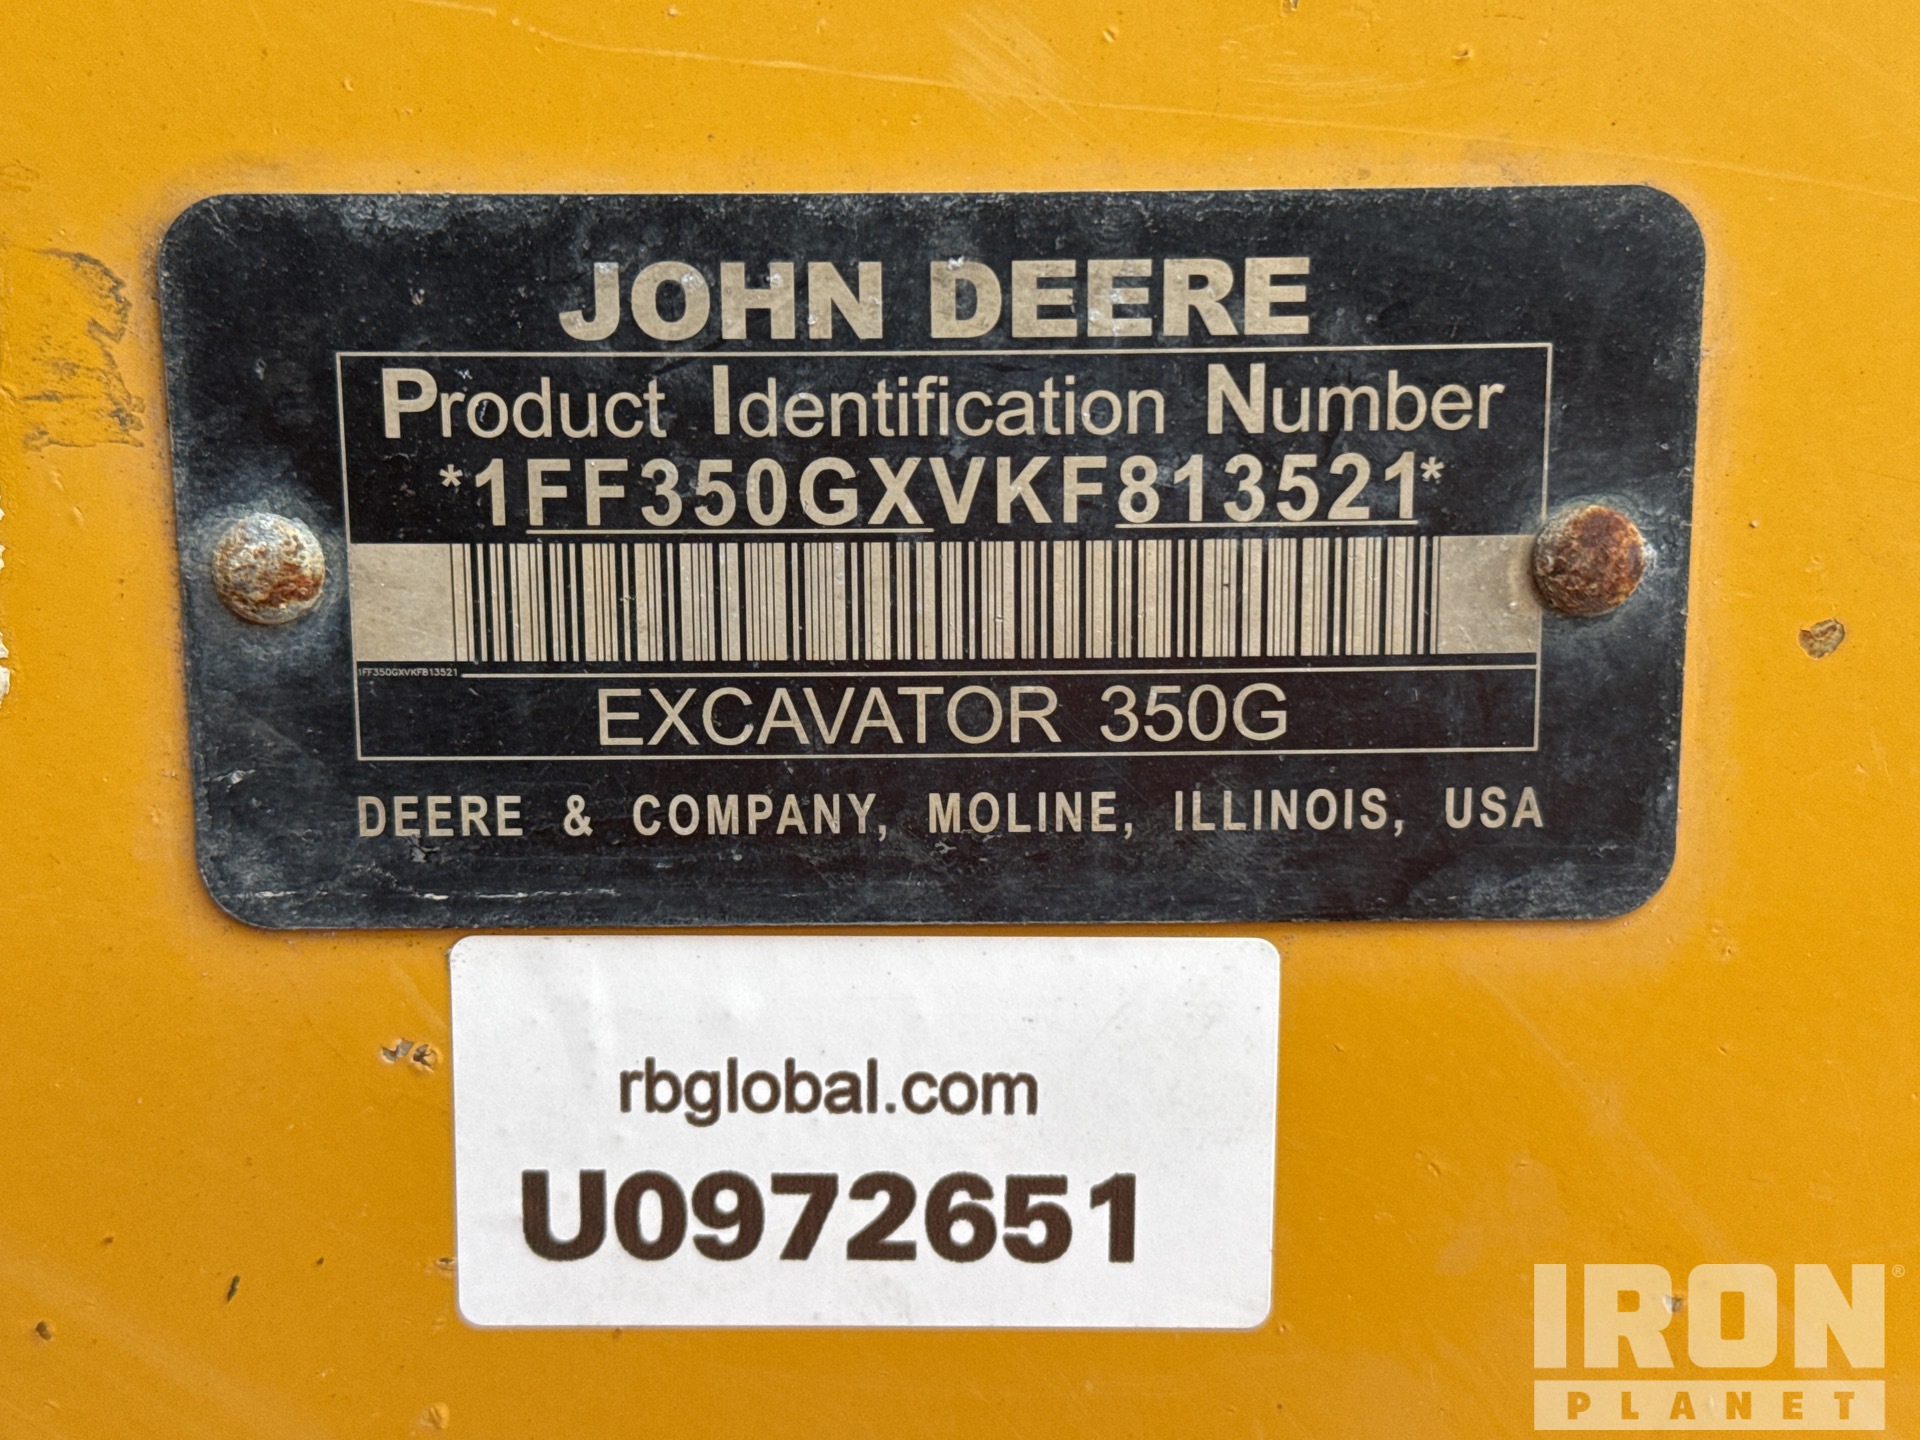 JOHN DEERE
Product Identification Number
*1FF350GXVKF813521*
1FF350GXVKF813521
EXCAVATOR 350G
DEERE & COMPANY, MOLINE, ILLINOIS, USA
rbglobal.com
U0972651
IRON®
PLANET